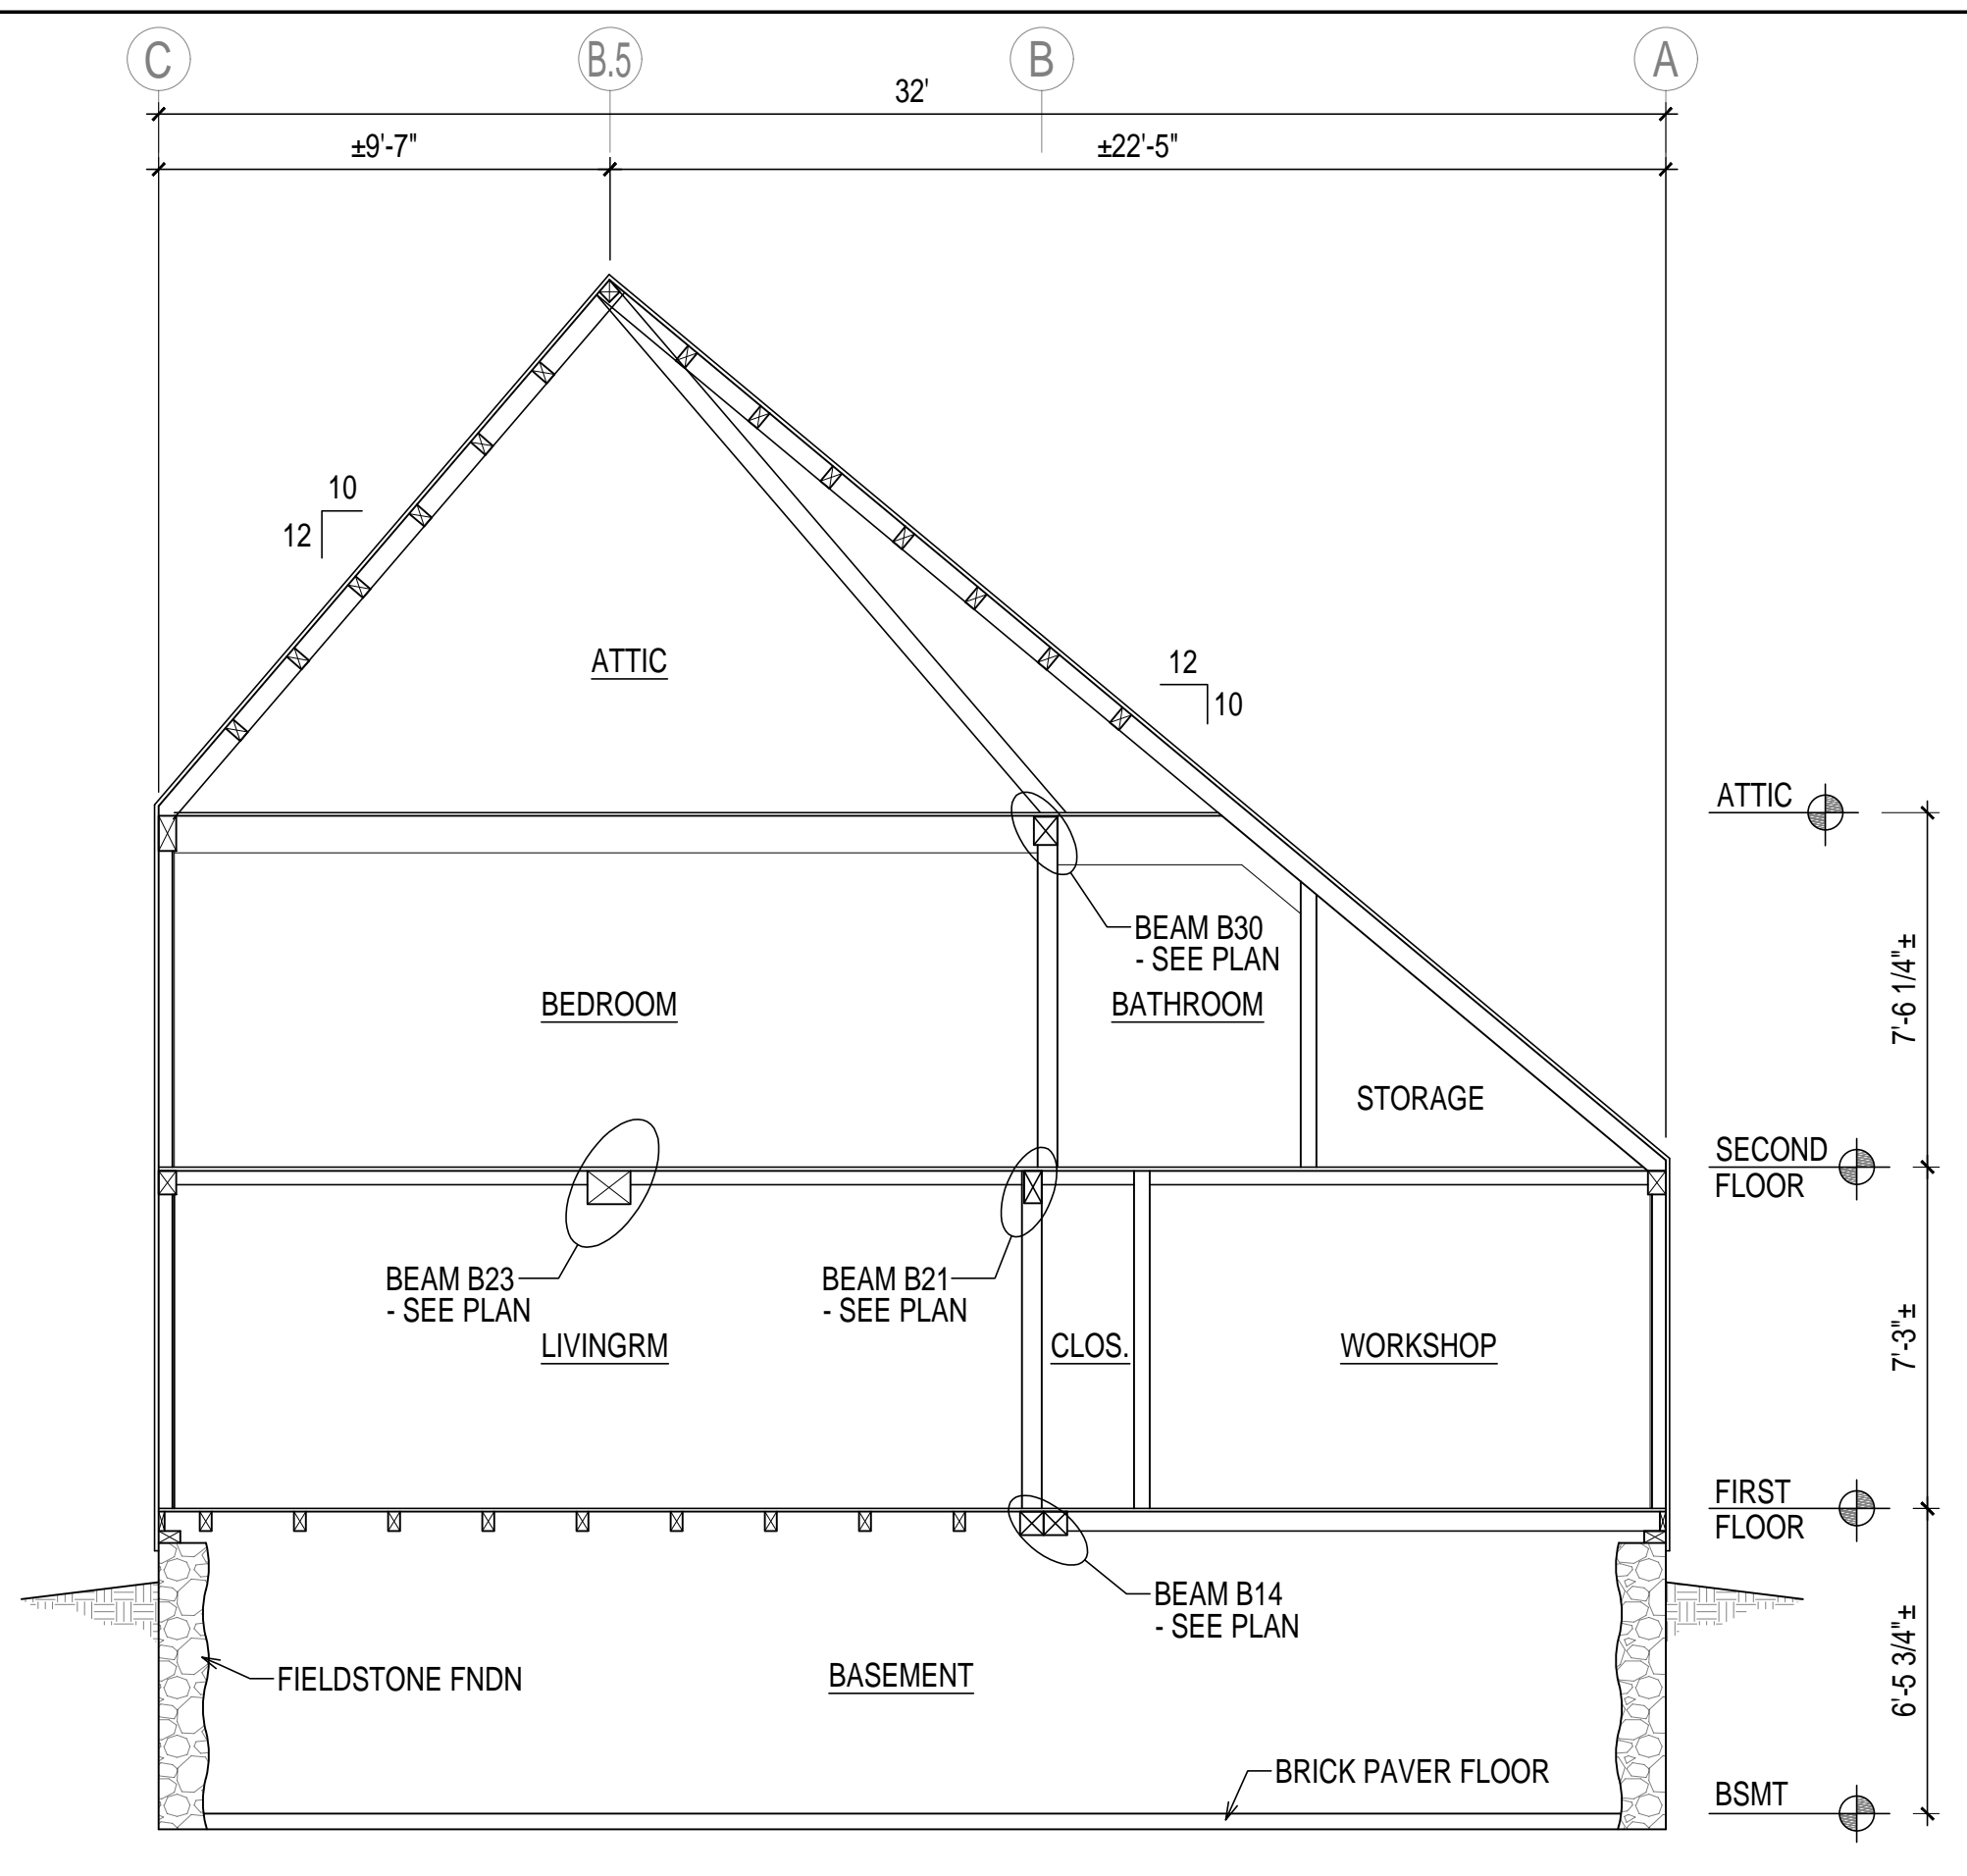 C
B.5
B
A
32'
±9'-7"
±22'-5"
10
12
ATTIC
12
10
ATTIC
BEAM B30
- SEE PLAN
BEDROOM
BATHROOM
7'-6 1/4"±
STORAGE
SECOND
FLOOR
BEAM B23
- SEE PLAN
BEAM B21
- SEE PLAN
LIVINGRM
CLOS.
WORKSHOP
7'-3"±
FIRST
FLOOR
BEAM B14
- SEE PLAN
FIELDSTONE FNDN
BASEMENT
6'-5 3/4"±
BRICK PAVER FLOOR
BSMT